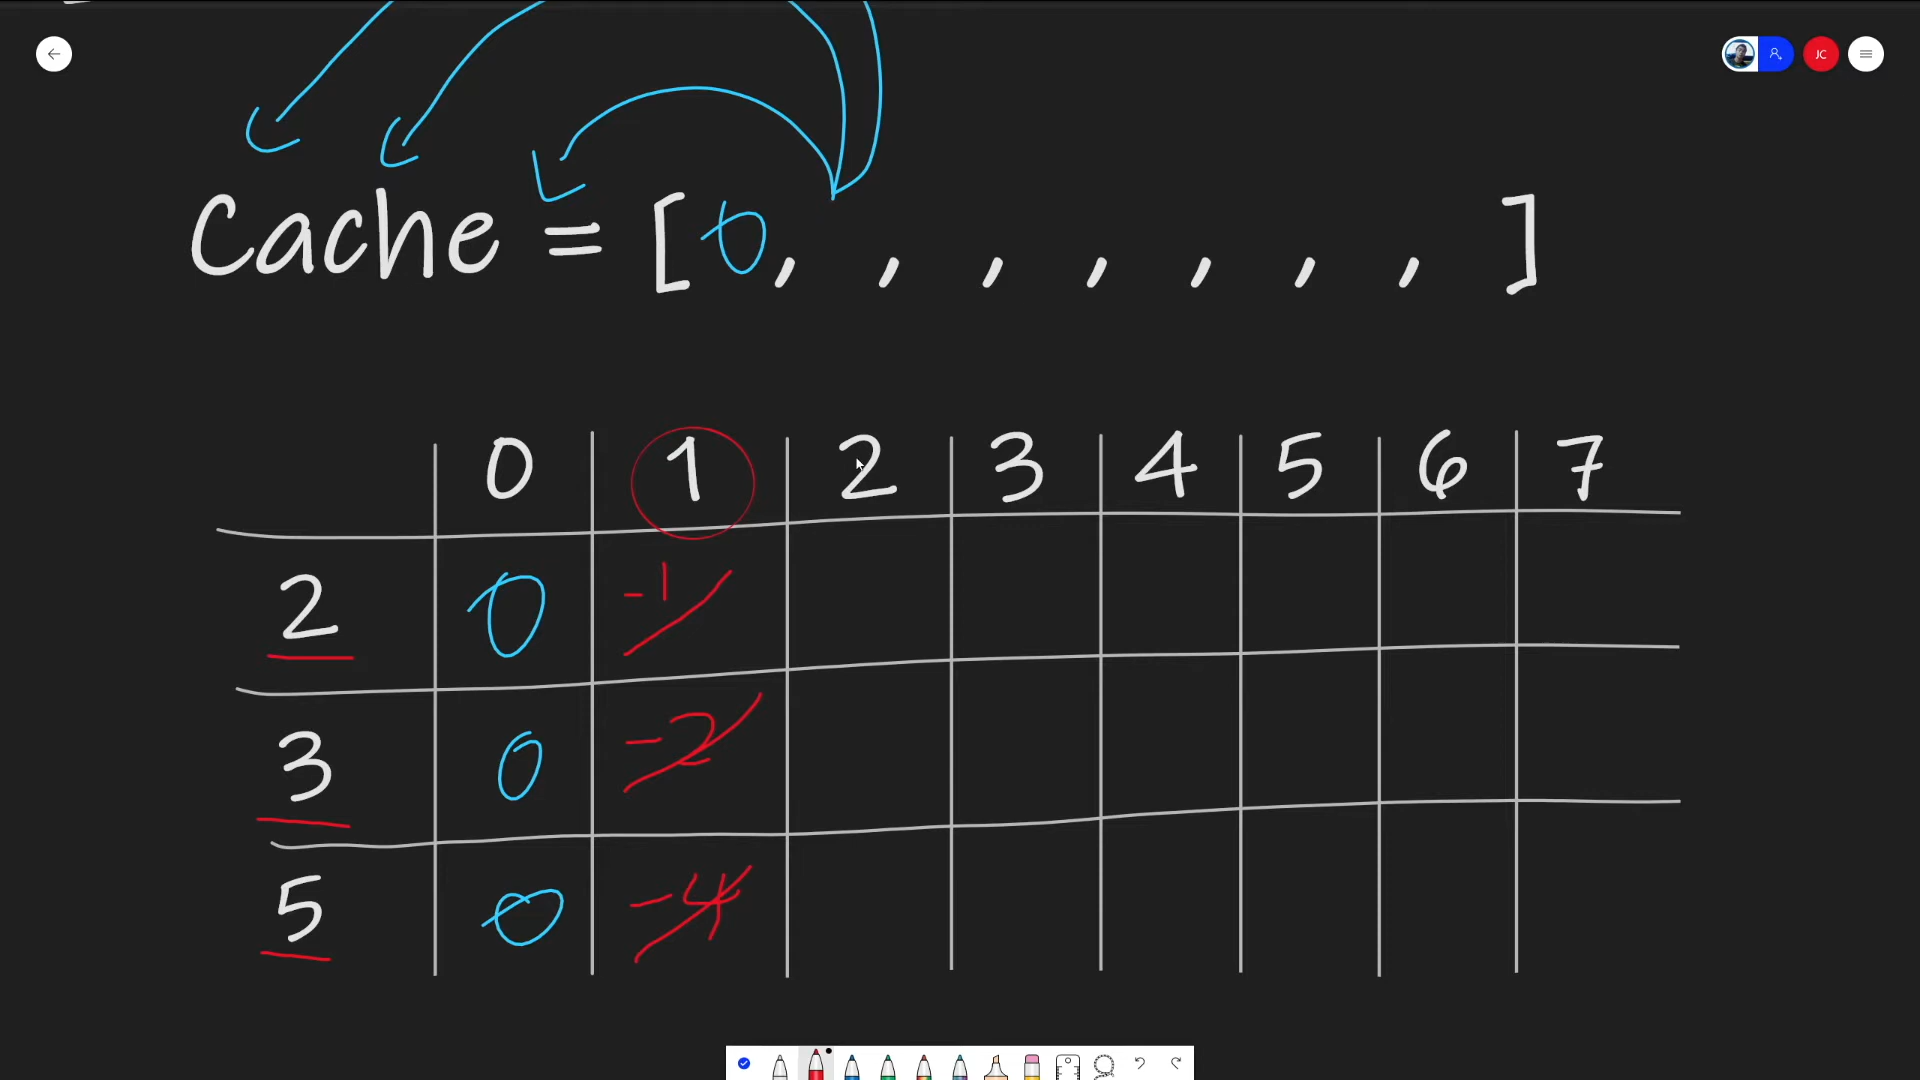 JC
Cache = [ 0, , , , , , , ]
0 1 2 3 4 5 6 7
2 0 -1
3 0 -2
5 0 -4